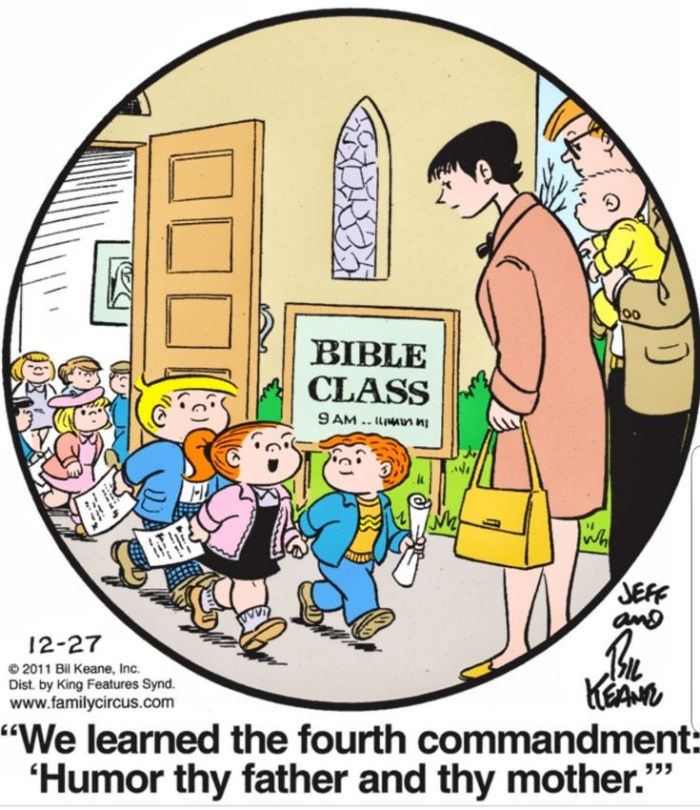 BIBLE
CLASS
9 AM ..
12-27
© 2011 Bil Keane, Inc.
Dist. by King Features Synd.
www.familycircus.com
JEFF
and
BIL
KEANE
“We learned the fourth commandment:
‘Humor thy father and thy mother.’”